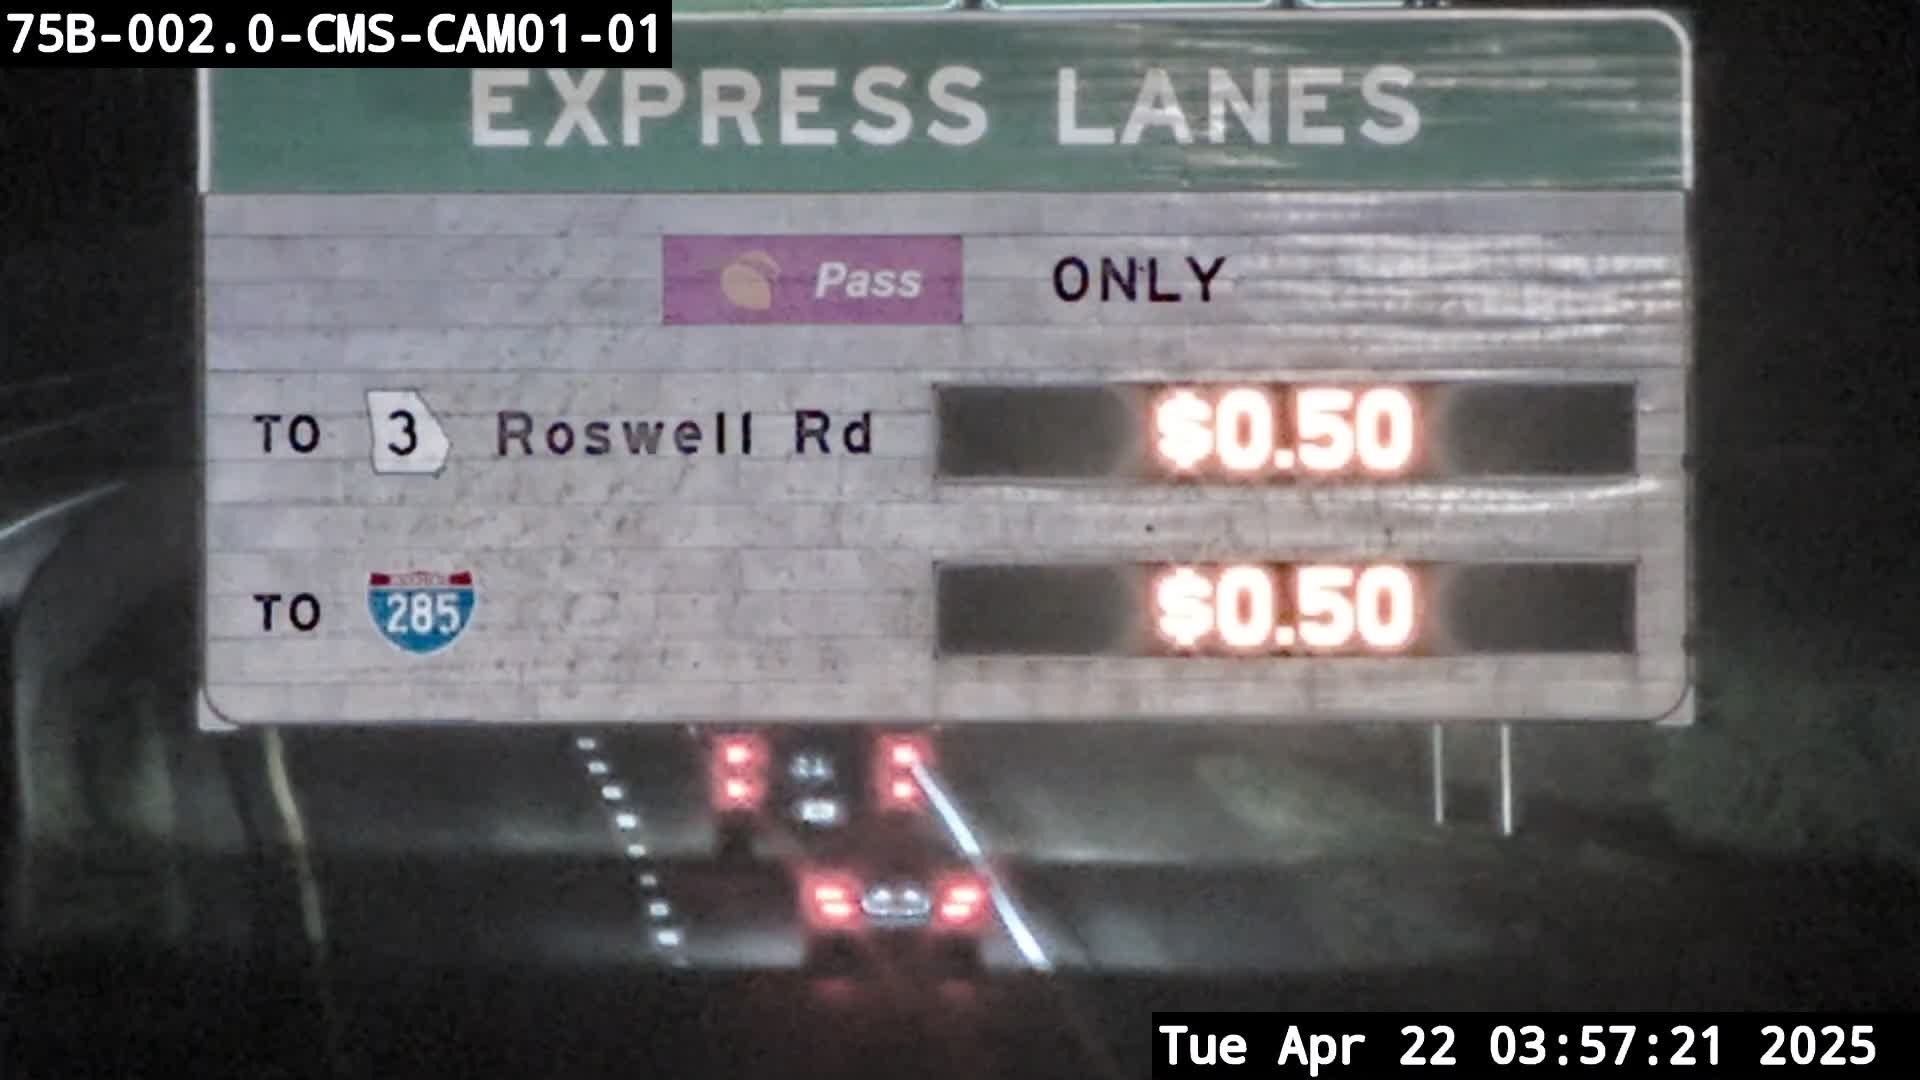 75B-002.0-CMS-CAM01-01
EXPRESS LANES
Pass ONLY
TO 3 Roswell Rd $0.50
TO 285 $0.50
Tue Apr 22 03:57:21 2025